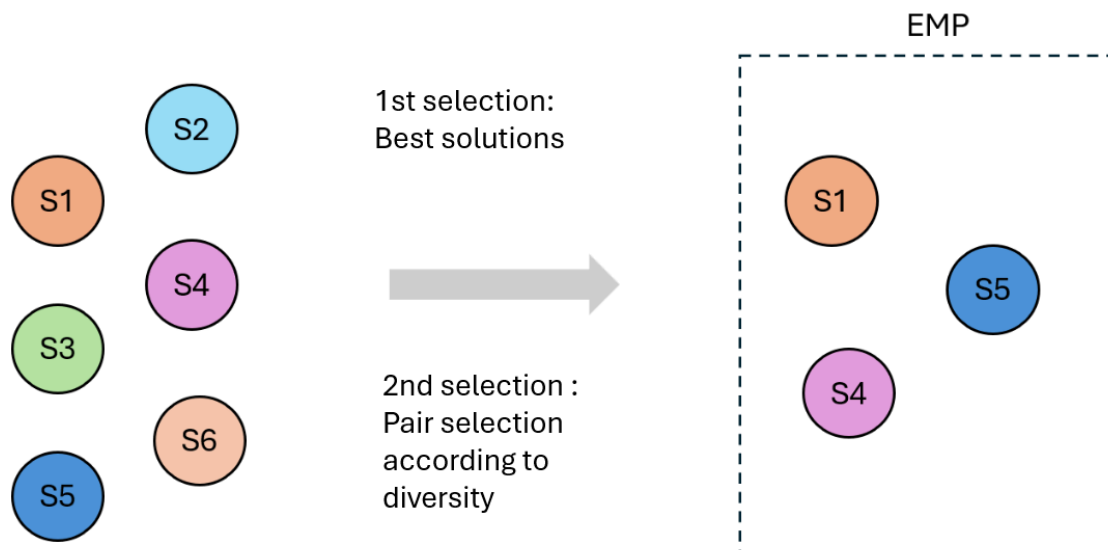 EMP
S2
1st selection:
Best solutions
S1
S1
S4
S5
S3
2nd selection :
Pair selection
according to
diversity
S4
S6
S5